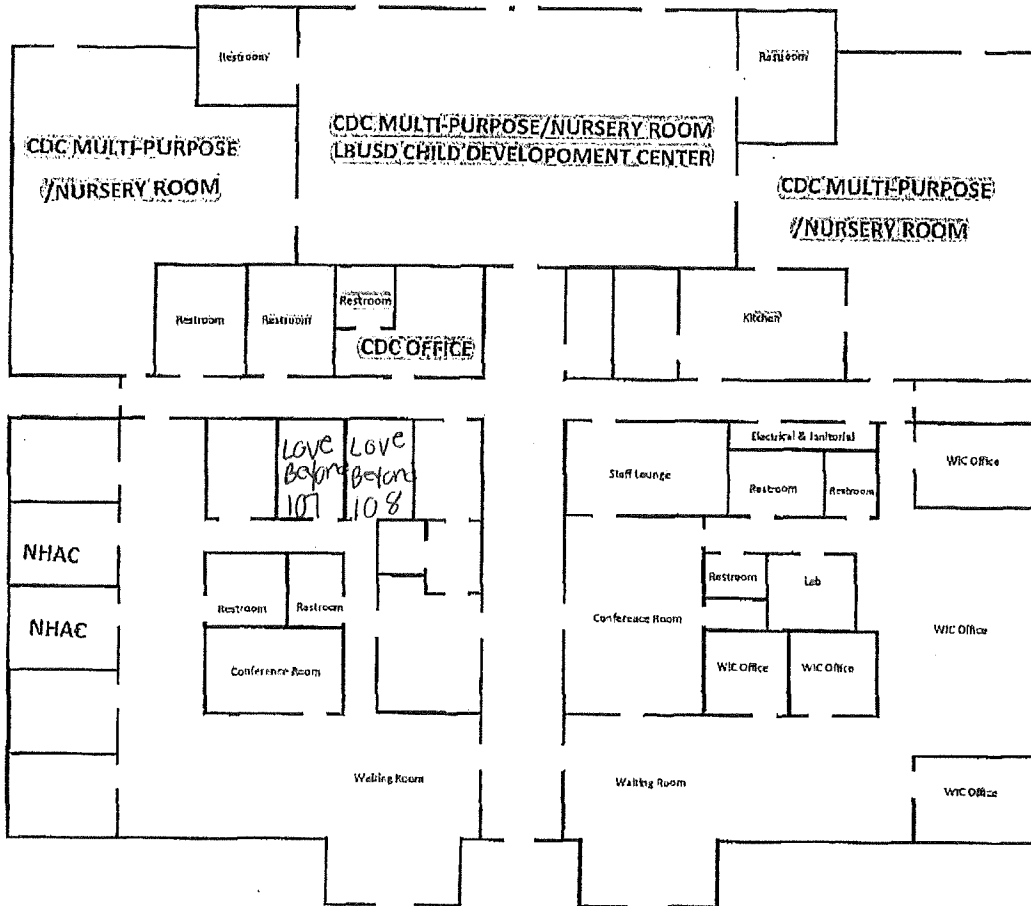 Restroom
Restroom
CDC MULTI-PURPOSE/NURSERY ROOM
LBUSD CHILD DEVELOPOMENT CENTER
CDC MULTI-PURPOSE
/NURSERY ROOM
CDC MULTI-PURPOSE
/NURSERY ROOM
Restroom
Restroom
Restroom
CDC OFFICE
Kitchen
Love
Beyond
107
Love
Beyond
108
Staff Lounge
Electrical & Janitorial
Restroom
Restroom
WIC Office
NHAC
NHAC
Restroom
Restroom
Conference Room
Conference Room
Restroom
Lab
WIC Office
WIC Office
WIC Office
Waiting Room
Waiting Room
WIC Office